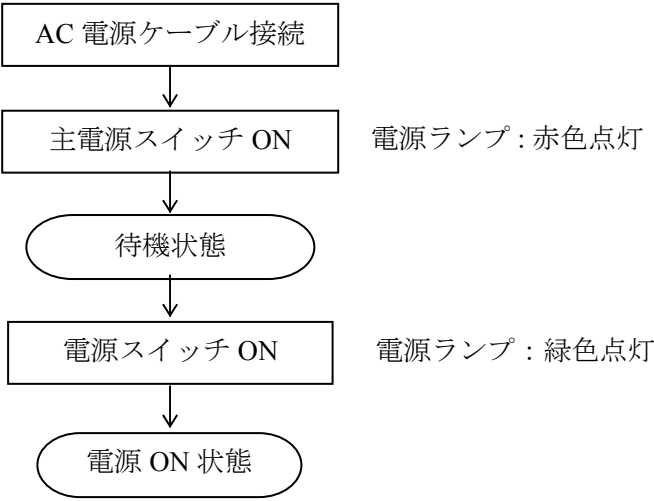 AC 電源ケーブル接続
主電源スイッチ ON 電源ランプ : 赤色点灯
待機状態
電源スイッチ ON 電源ランプ : 緑色点灯
電源 ON 状態